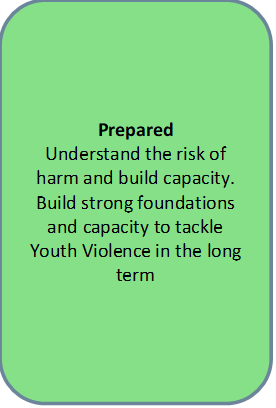 Prepared
Understand the risk of
harm and build capacity.
Build strong foundations
and capacity to tackle
Youth Violence in the long
term